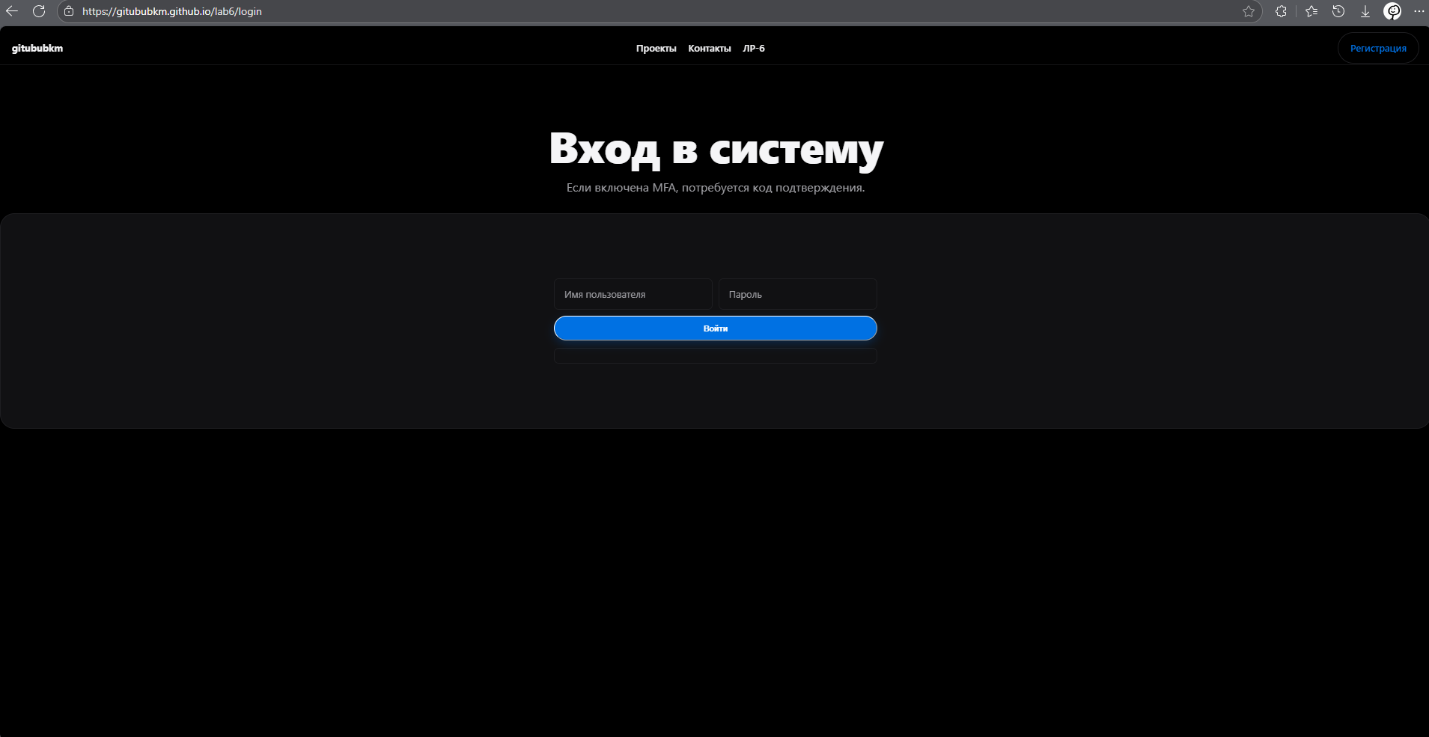 https://gitububkm.github.io/lab6/login
gitububkm
Проекты Контакты ЛР-6
Регистрация
Вход в систему
Если включена MFA, потребуется код подтверждения.
Имя пользователя
Пароль
Войти